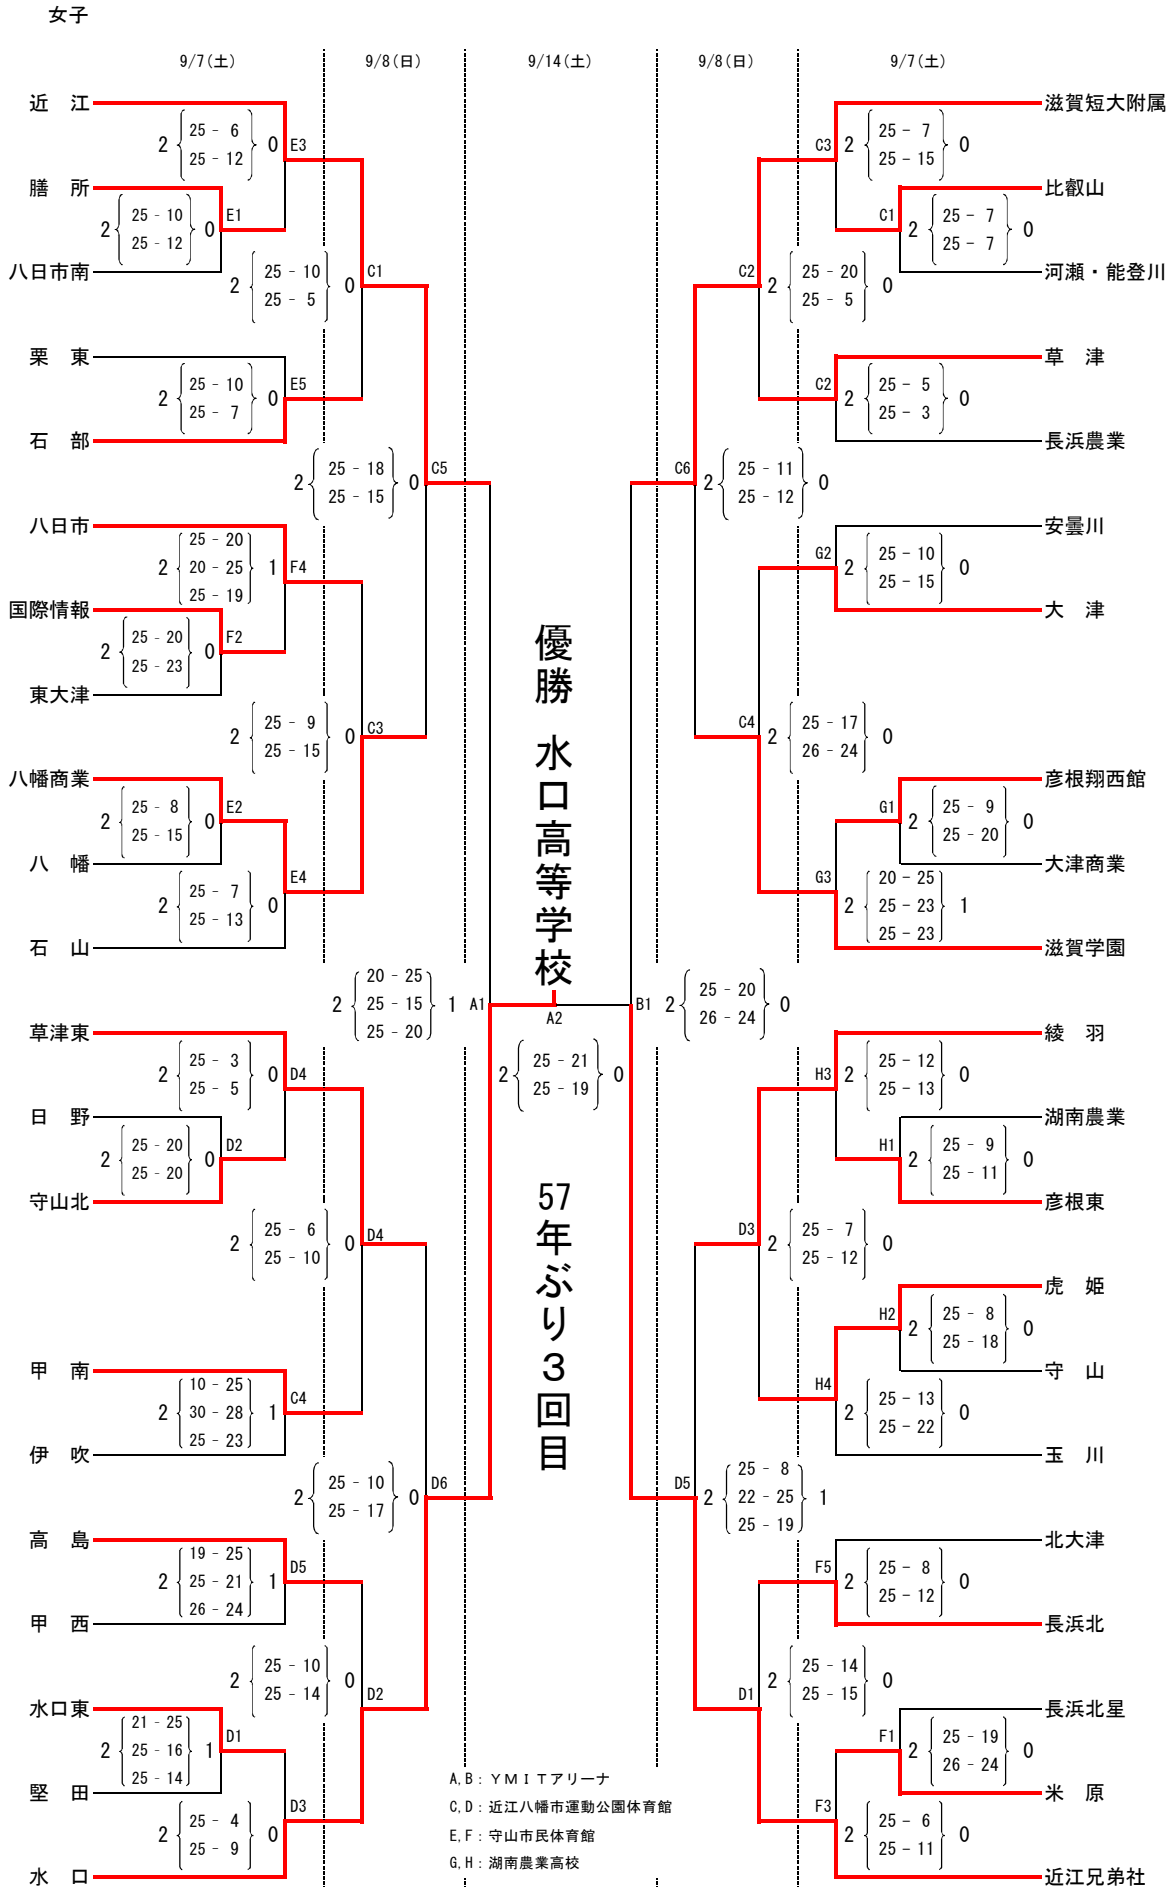 女子
9/7(土) 9/8(日) 9/14(土) 9/8(日) 9/7(土)
近　江
2 25 - 6 25 - 12 0 E3
膳　所
2 25 - 10 25 - 12 0 E1
八日市南
2 25 - 10 25 - 5 0 C1
栗　東
2 25 - 10 25 - 7 0 E5
石　部
2 25 - 18 25 - 15 0 C5
八日市
2 25 - 20 20 - 25 25 - 19 1 F4
国際情報
2 25 - 20 25 - 23 0 F2
東大津
2 25 - 9 25 - 15 0 C3
八幡商業
2 25 - 8 25 - 15 0 E2
八　幡
2 25 - 7 25 - 13 0 E4
石　山
2 20 - 25 25 - 15 25 - 20 1 A1
草津東
2 25 - 3 25 - 5 0 D4
日　野
2 25 - 20 25 - 20 0 D2
守山北
2 25 - 6 25 - 10 0 D4
甲　南
2 10 - 25 30 - 28 25 - 23 1 C4
伊　吹
2 25 - 10 25 - 17 0 D6
高　島
2 19 - 25 25 - 21 26 - 24 1 D5
甲　西
2 25 - 10 25 - 14 0 D2
水口東
2 21 - 25 25 - 16 25 - 14 1 D1
堅　田
2 25 - 4 25 - 9 0 D3
水　口
優勝　水口高等学校
A2
2 25 - 21 25 - 19 0
57年ぶり３回目
A,B：ＹＭＩＴアリーナ
C,D：近江八幡市運動公園体育館
E,F：守山市民体育館
G,H：湖南農業高校
滋賀短大附属
C3 2 25 - 7 25 - 15 0
比叡山
C1 2 25 - 7 25 - 7 0
河瀬・能登川
C2 2 25 - 20 25 - 5 0
草　津
C2 2 25 - 5 25 - 3 0
長浜農業
C6 2 25 - 11 25 - 12 0
安曇川
G2 2 25 - 10 25 - 15 0
大　津
C4 2 25 - 17 26 - 24 0
彦根翔西館
G1 2 25 - 9 25 - 20 0
大津商業
G3 2 20 - 25 25 - 23 25 - 23 1
滋賀学園
B1 2 25 - 20 26 - 24 0
綾　羽
H3 2 25 - 12 25 - 13 0
湖南農業
H1 2 25 - 9 25 - 11 0
彦根東
D3 2 25 - 7 25 - 12 0
虎　姫
H2 2 25 - 8 25 - 18 0
守　山
H4 2 25 - 13 25 - 22 0
玉　川
D5 2 25 - 8 22 - 25 25 - 19 1
北大津
F5 2 25 - 8 25 - 12 0
長浜北
D1 2 25 - 14 25 - 15 0
長浜北星
F1 2 25 - 19 26 - 24 0
米　原
F3 2 25 - 6 25 - 11 0
近江兄弟社